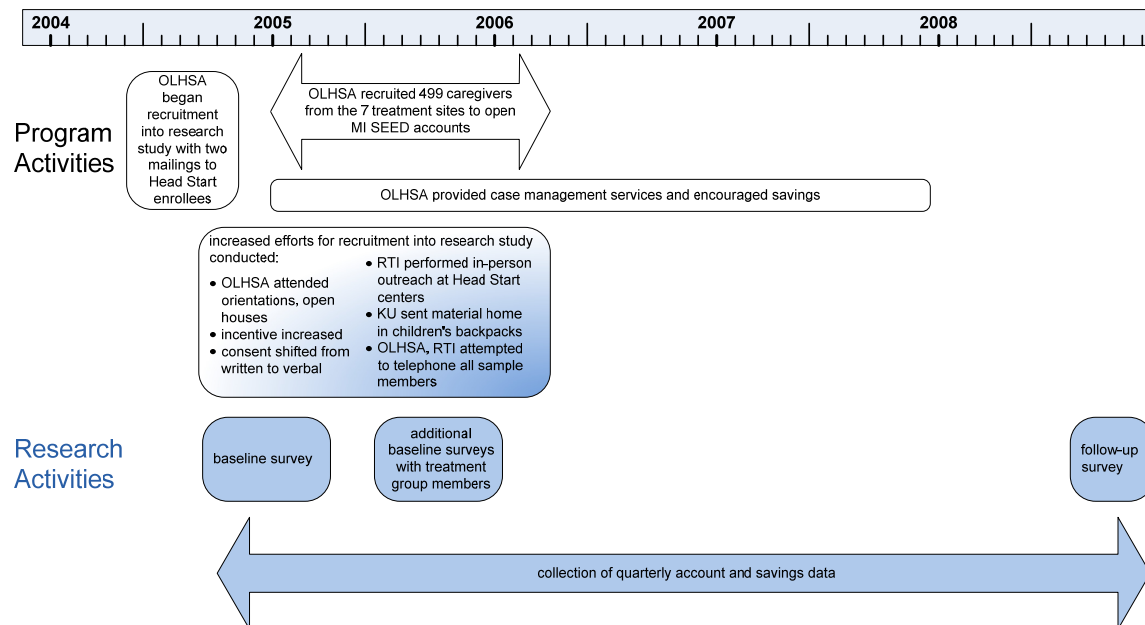 2004 2005 2006 2007 2008
OLHSA
began
recruitment
into research
study with two
mailings to
Head Start
enrollees
OLHSA recruited 499 caregivers
from the 7 treatment sites to open
MI SEED accounts
Program
Activities
OLHSA provided case management services and encouraged savings
increased efforts for recruitment into research study
conducted:
• OLHSA attended
orientations, open
houses
• incentive increased
• consent shifted from
written to verbal
• RTI performed in-person
outreach at Head Start
centers
• KU sent material home
in children's backpacks
• OLHSA, RTI attempted
to telephone all sample
members
Research
Activities
baseline survey
additional
baseline surveys
with treatment
group members
follow-up
survey
collection of quarterly account and savings data